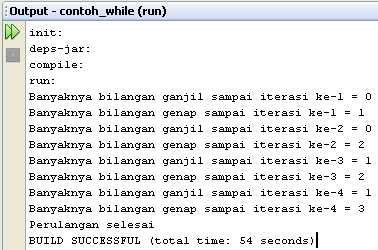 Output - contoh_while (run)
init:
deps-jar:
compile:
run:
Banyaknya bilangan ganjil sampai iterasi ke-1 = 0
Banyaknya bilangan genap sampai iterasi ke-1 = 1
Banyaknya bilangan ganjil sampai iterasi ke-2 = 0
Banyaknya bilangan genap sampai iterasi ke-2 = 2
Banyaknya bilangan ganjil sampai iterasi ke-3 = 1
Banyaknya bilangan genap sampai iterasi ke-3 = 2
Banyaknya bilangan ganjil sampai iterasi ke-4 = 1
Banyaknya bilangan genap sampai iterasi ke-4 = 3
Perulangan selesai
BUILD SUCCESSFUL (total time: 54 seconds)